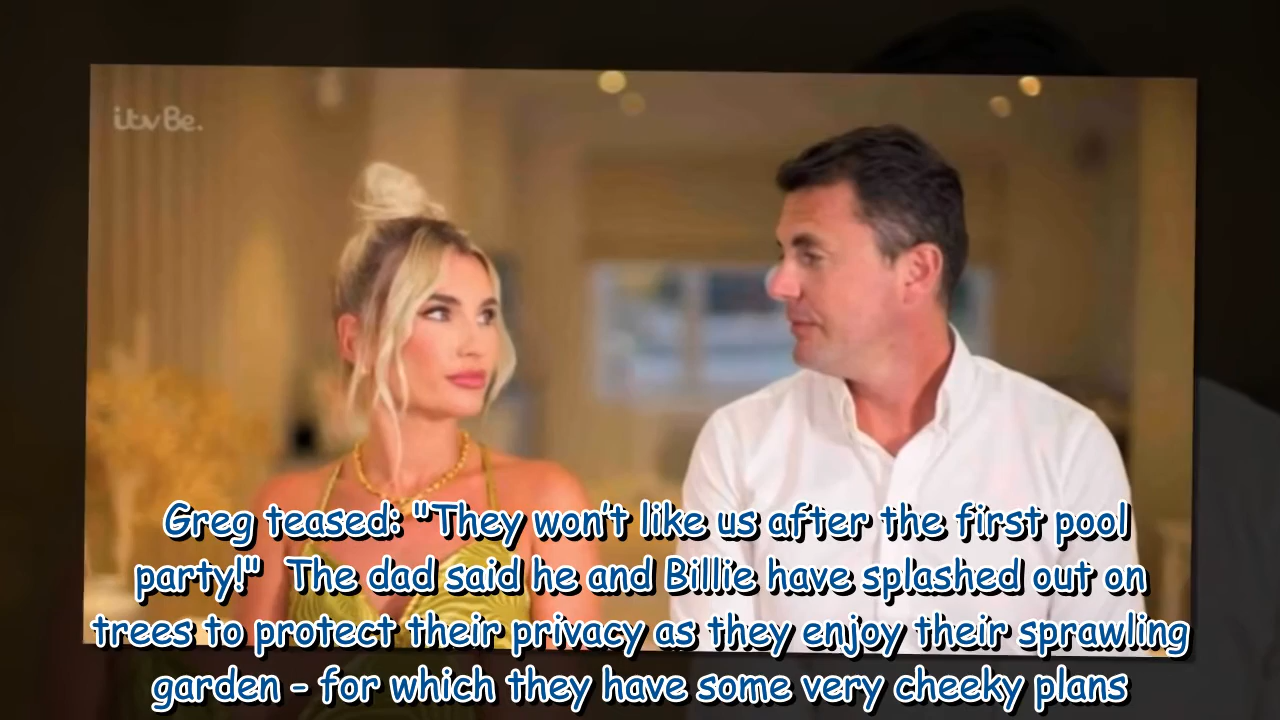 itvBe.
Greg teased: "They won't like us after the first pool
party!"  The dad said he and Billie have splashed out on
trees to protect their privacy as they enjoy their sprawling
garden - for which they have some very cheeky plans